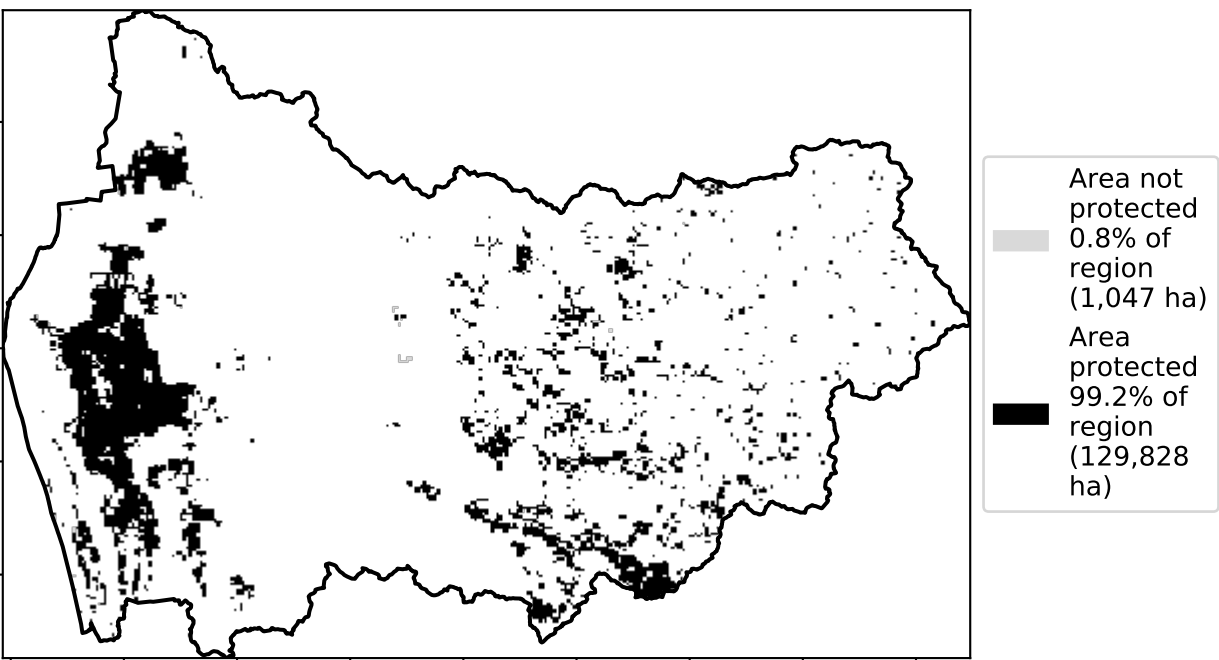 Area not
protected
0.8% of
region
(1,047 ha)
Area
protected
99.2% of
region
(129,828
ha)